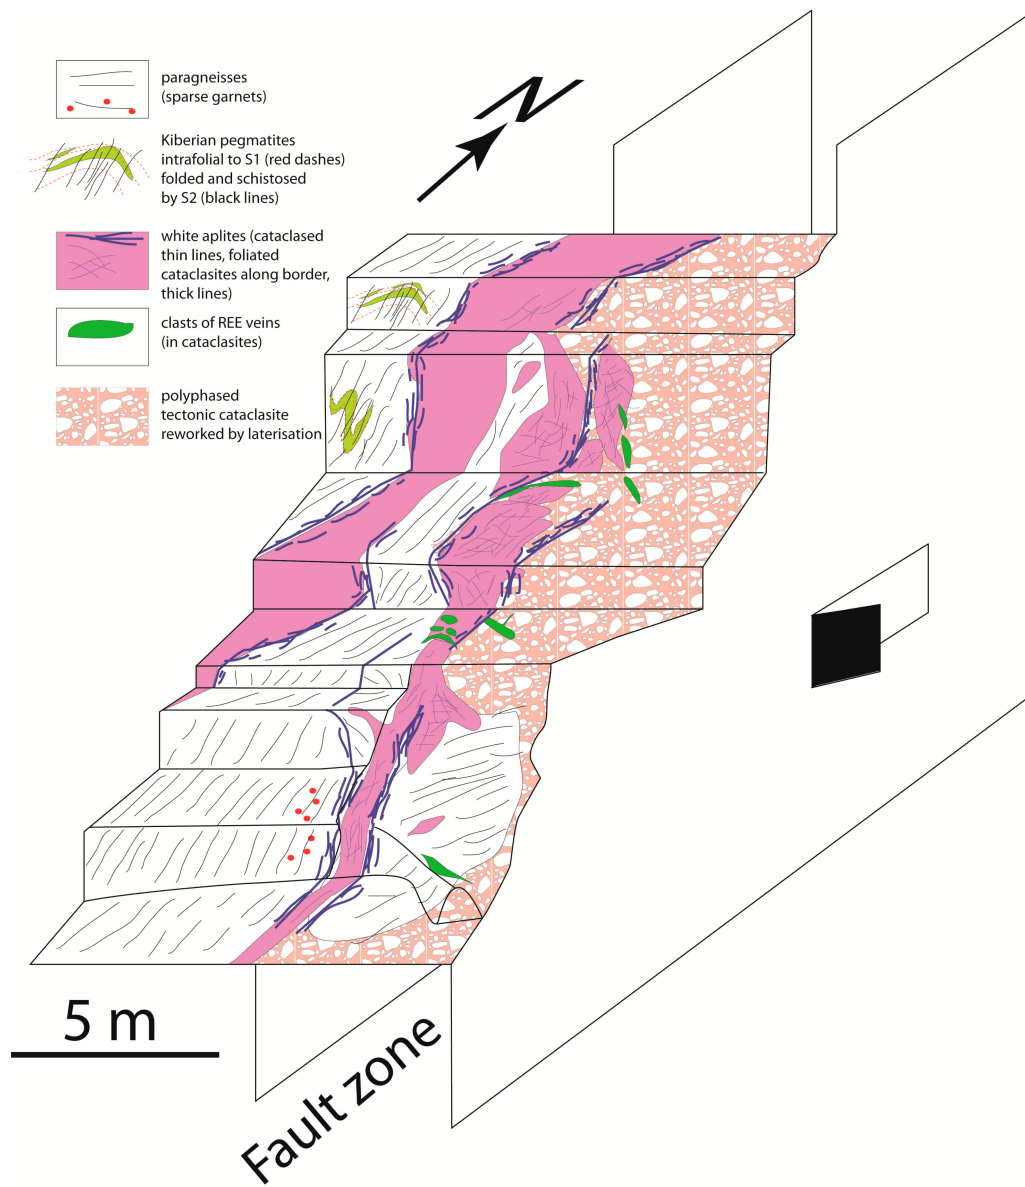 N
paragneisses
(sparse garnets)
Kiberian pegmatites
intrafolial to S1 (red dashes)
folded and schistosed
by S2 (black lines)
white aplites (cataclased
thin lines, foliated
cataclasites along border,
thick lines)
clasts of REE veins
(in cataclasites)
polyphased
tectonic cataclasite
reworked by laterisation
5 m
Fault zone